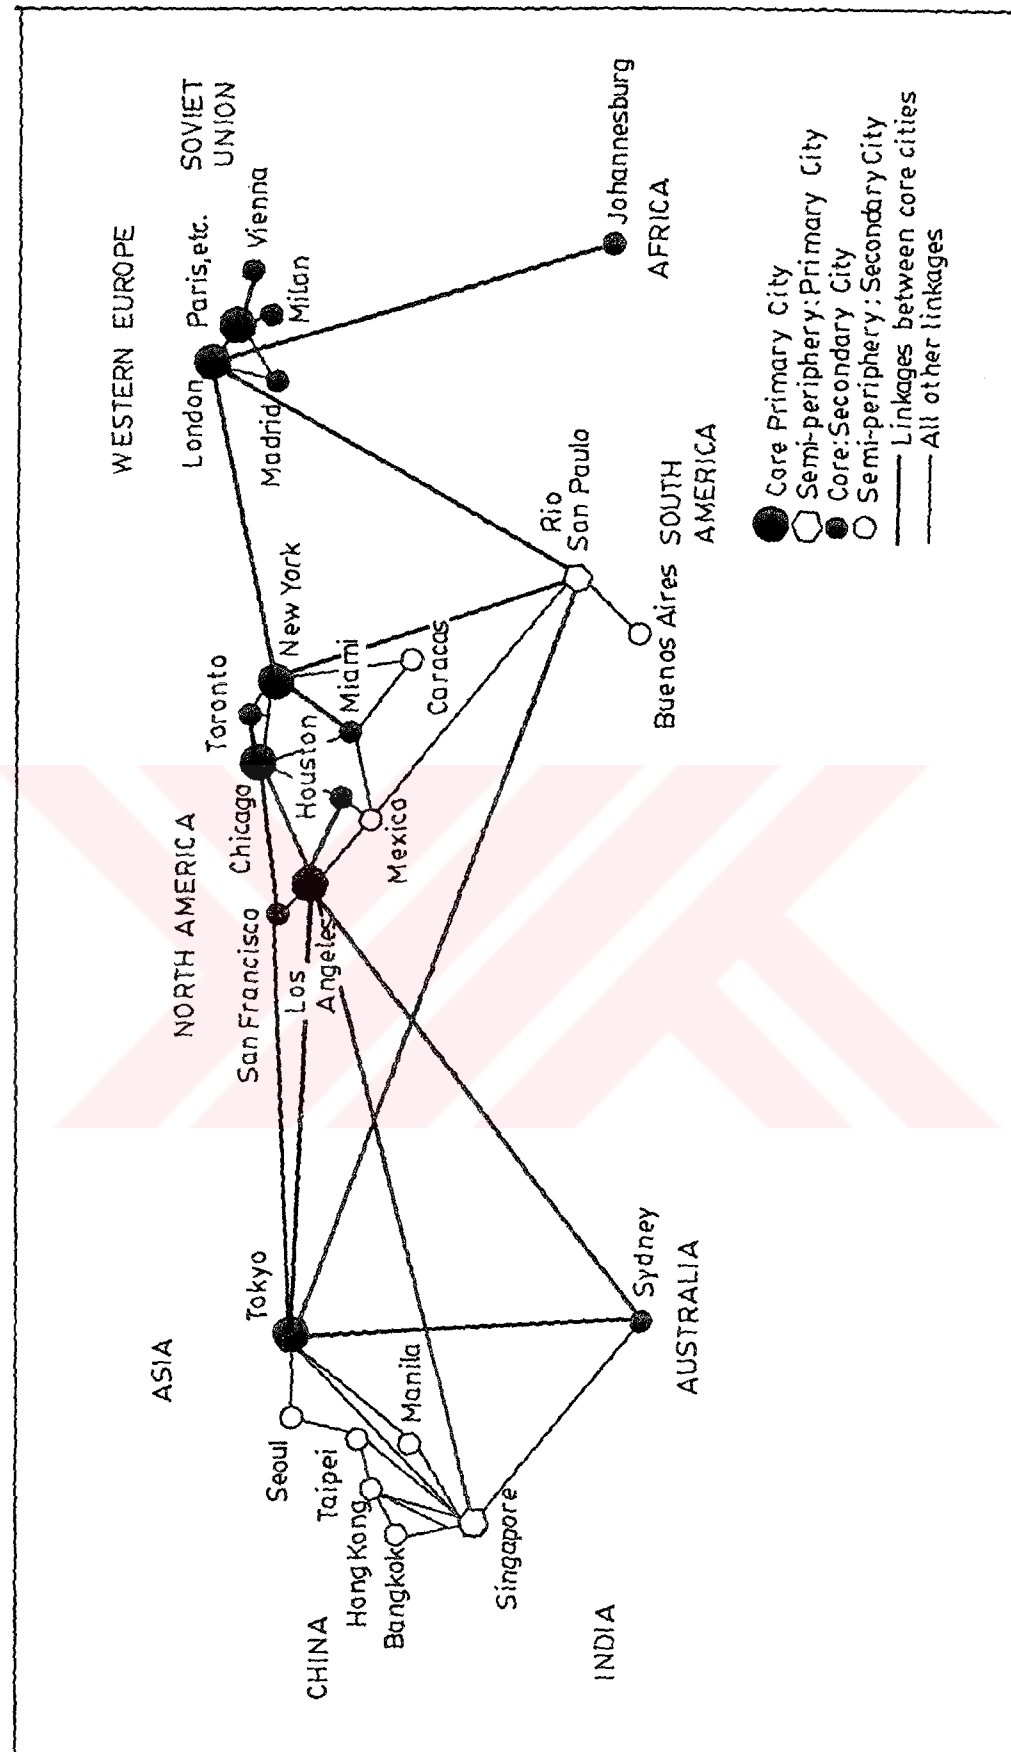 ASIA
NORTH AMERICA
WESTERN EUROPE
SOVIET
UNION
CHINA
INDIA
AUSTRALIA
SOUTH
AMERICA
AFRICA
Seoul
Taipei
Hong Kong
Bangkok
Manila
Singapore
Tokyo
Sydney
San Francisco
Los
Angeles
Chicago
Toronto
Houston
Mexico
Miami
New York
Caracas
Rio
San Paulo
Buenos Aires
London
Paris, etc.
Madrid
Milan
Vienna
Johannesburg
Core Primary City
Semi-periphery: Primary City
Core: Secondary City
Semi-periphery: Secondary City
Linkages between core cities
All other linkages